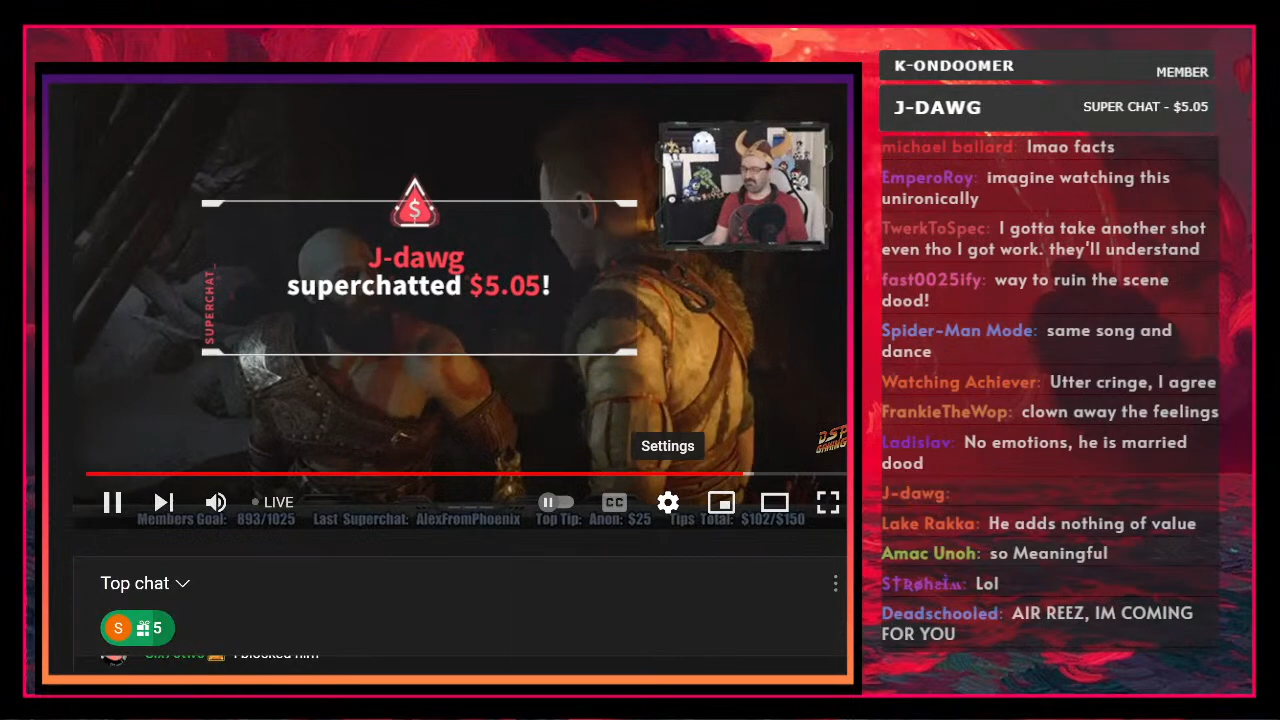 K-ONDOOMER
MEMBER
J-DAWG
SUPER CHAT - $5.05
J-dawg
superchatted $5.05!
SUPERCHAT_
Settings
DSP
GAMING
LIVE
CC
Members Goal: 893/1025 Last Superchat: AlexFromPhoenix Top Tip: Anon: $25 Tips Total: $102/$150
Top chat
S 5
I blocked him
michael ballard: lmao facts
EmperoRoy: imagine watching this
unironically
TwerkToSpec: I gotta take another shot
even tho I got work. they'll understand
fast0025ify: way to ruin the scene
dood!
Spider-Man Mode: same song and
dance
Watching Achiever: Utter cringe, I agree
FrankieTheWop: clown away the feelings
Ladislav: No emotions, he is married
dood
J-dawg:
Lake Rakka: He adds nothing of value
Amac Unoh: so Meaningful
Lol
Deadschooled: AIR REEZ, IM COMING
FOR YOU